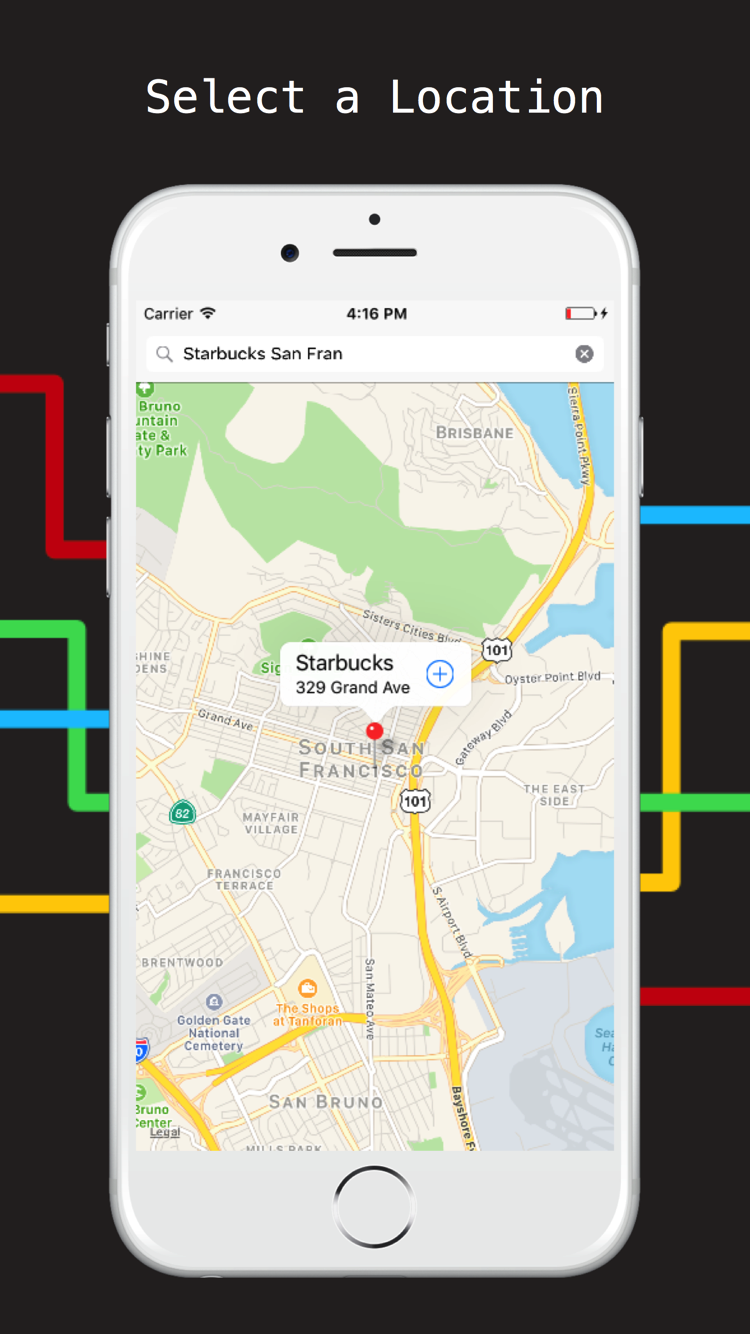 Select a Location
Carrier
4:16 PM
Starbucks San Fran
Bruno
untain
ate &
ty Park
BRISBANE
Sierra Point Pkwy
Sisters Cities Blvd
101
HINE
DENS
Sig
Starbucks
329 Grand Ave
Oyster Point Blvd
Grand Ave
Gateway Blvd
SOUTH SAN
FRANCISCO
101
THE EAST
SIDE
82
MAYFAIR
VILLAGE
FRANCISCO
TERRACE
S Airport Blvd
BRENTWOOD
San Mateo Ave
The Shops
at Tanforan
Golden Gate
National
Cemetery
Sea
Ha
C
0
Bruno
Center
Legal
SAN BRUNO
Bayshore F
MILLS PARK